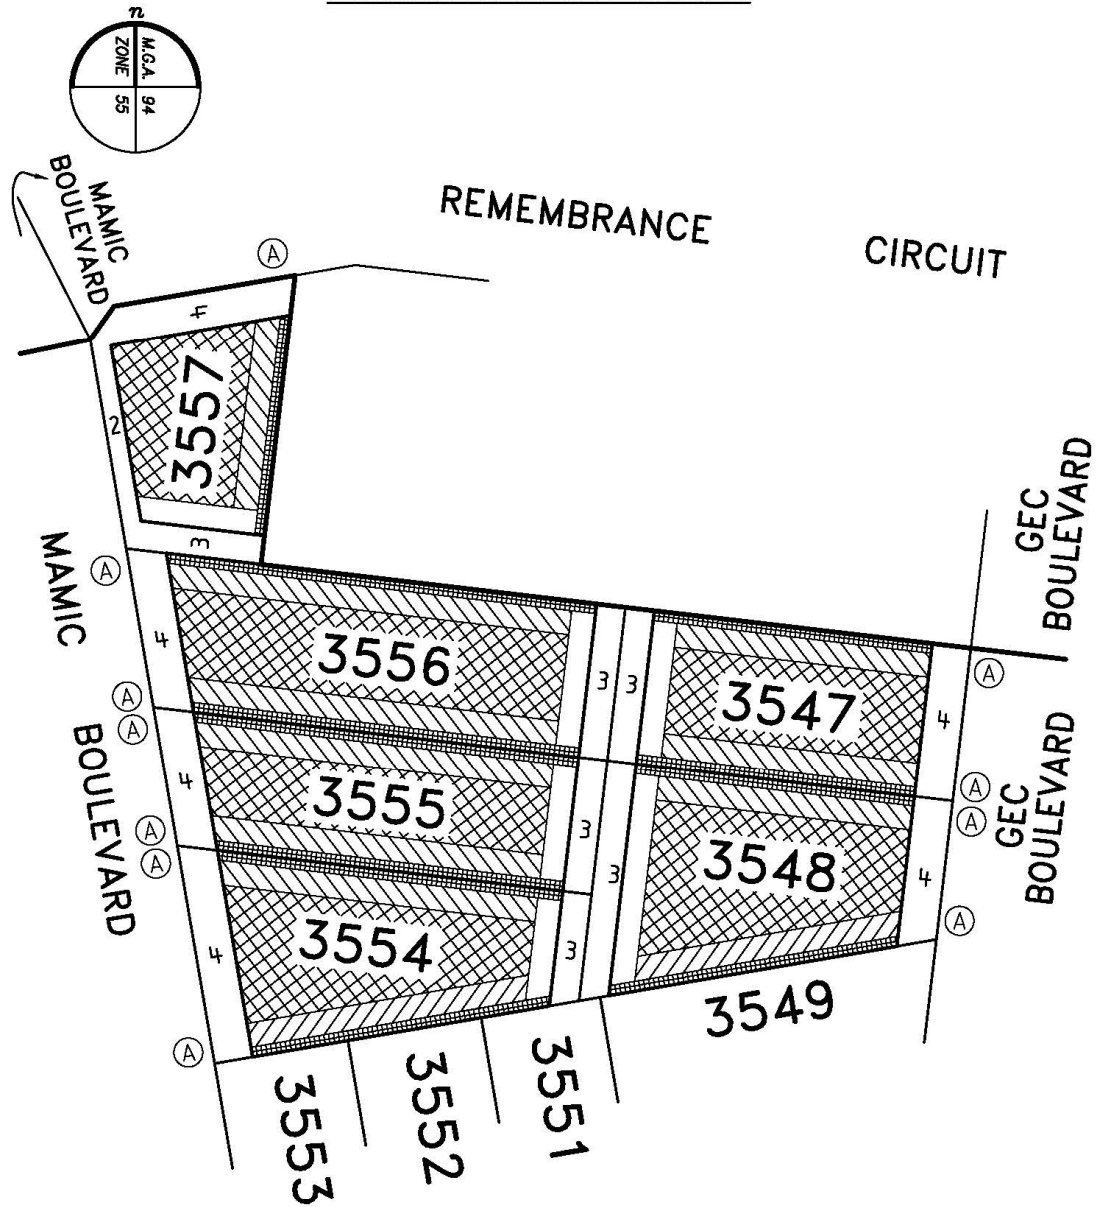 n
M.G.A. 94
ZONE 55
MAMIC
BOULEVARD
REMEMBRANCE CIRCUIT
A
4
3557
2
3
MAMIC
BOULEVARD
A
4
3556
3
3
3547
4
A
GEC
BOULEVARD
A
A
4
3555
3
A
A
GEC
BOULEVARD
A
A
3548
3
4
4
3554
3
A
A
3549
3553
3552
3551